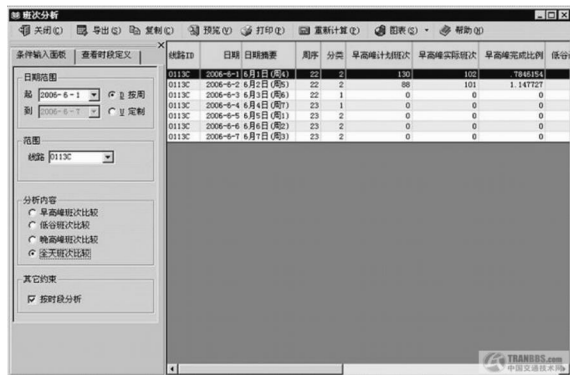 班次分析
关闭(C) 导出(S) 复制(C) 预览(V) 打印(P) 重新计算(P) 图表(S) 帮助(H)
条件输入面板 查看时段定义
日期范围
起 2006-6-1 D 按周
到 2006-6-7 U 定制
范围
线路 0113C
分析内容
早高峰班次比较
低谷班次比较
晚高峰班次比较
全天班次比较
其它约束
按时段分析
线路ID 日期 日期摘要 周序 分类 早高峰计划班次 早高峰实际班次 早高峰完成比例 低谷
0113C 2006-6-1 6月1日(周4) 22 2 130 102 .7846154
0113C 2006-6-2 6月2日(周5) 22 2 88 101 1.147727
0113C 2006-6-3 6月3日(周6) 22 1 0 0 0
0113C 2006-6-4 6月4日(周7) 23 1 0 0 0
0113C 2006-6-5 6月5日(周1) 23 2 0 0 0
0113C 2006-6-6 6月6日(周2) 23 2 0 0 0
0113C 2006-6-7 6月7日(周3) 23 2 0 0 0
TRANBBS.com
中国交通技术网